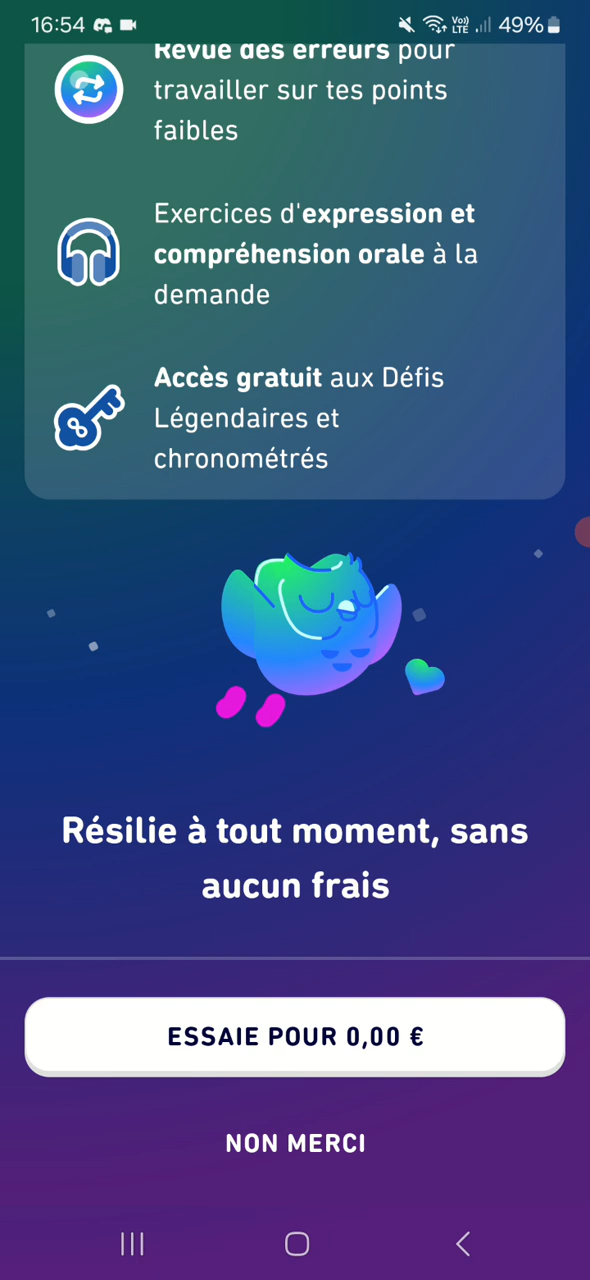 16:54 Vo)) LTE 49%
Revue des erreurs pour
travailler sur tes points
faibles
Exercices d'expression et
compréhension orale à la
demande
Accès gratuit aux Défis
Légendaires et
chronométrés
Résilie à tout moment, sans
aucun frais
ESSAIE POUR 0,00 €
NON MERCI